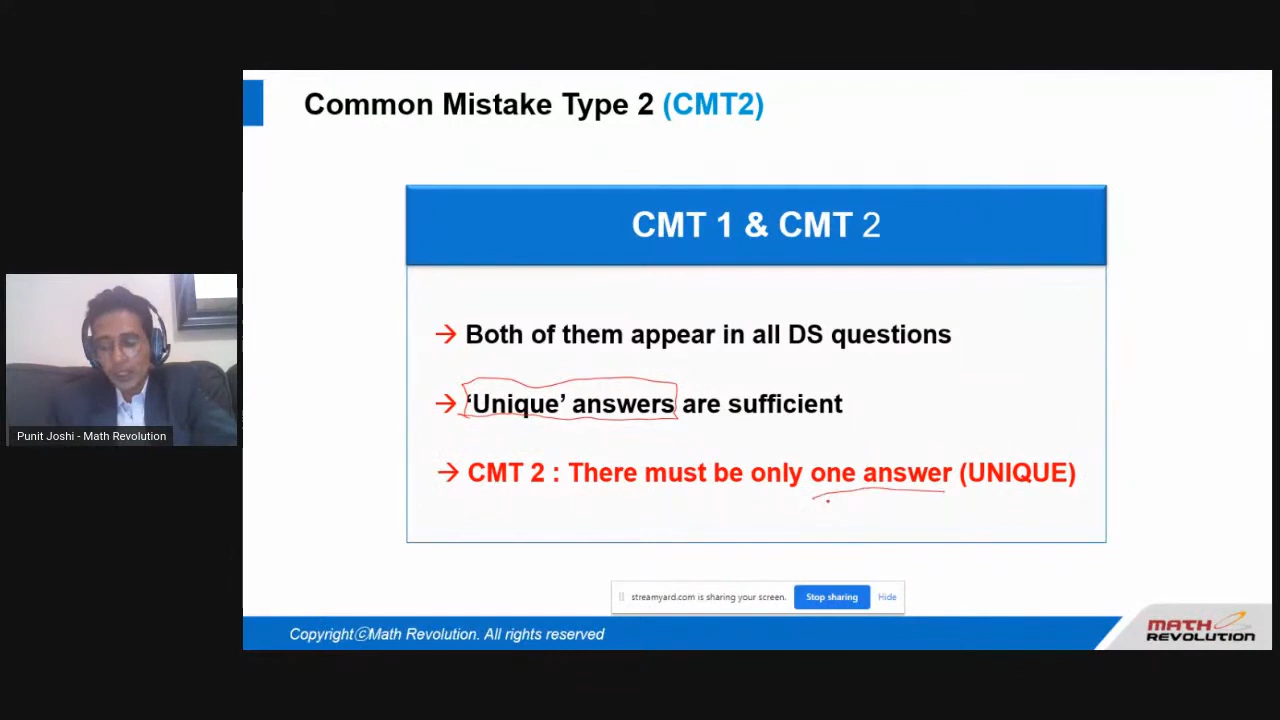 Common Mistake Type 2 (CMT2)
CMT 1 & CMT 2
→ Both of them appear in all DS questions
→ ‘Unique’ answers are sufficient
→ CMT 2 : There must be only one answer (UNIQUE)
Punit Joshi - Math Revolution
streamyard.com is sharing your screen. Stop sharing Hide
CopyrightⓒMath Revolution. All rights reserved
MATH
REVOLUTION